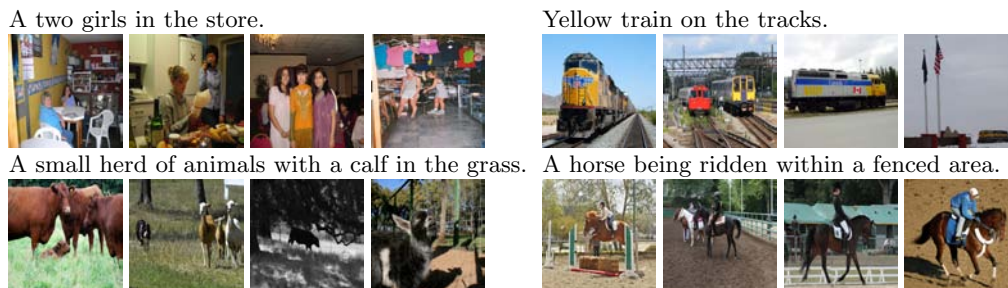 A two girls in the store.
Yellow train on the tracks.
A small herd of animals with a calf in the grass.
A horse being ridden within a fenced area.